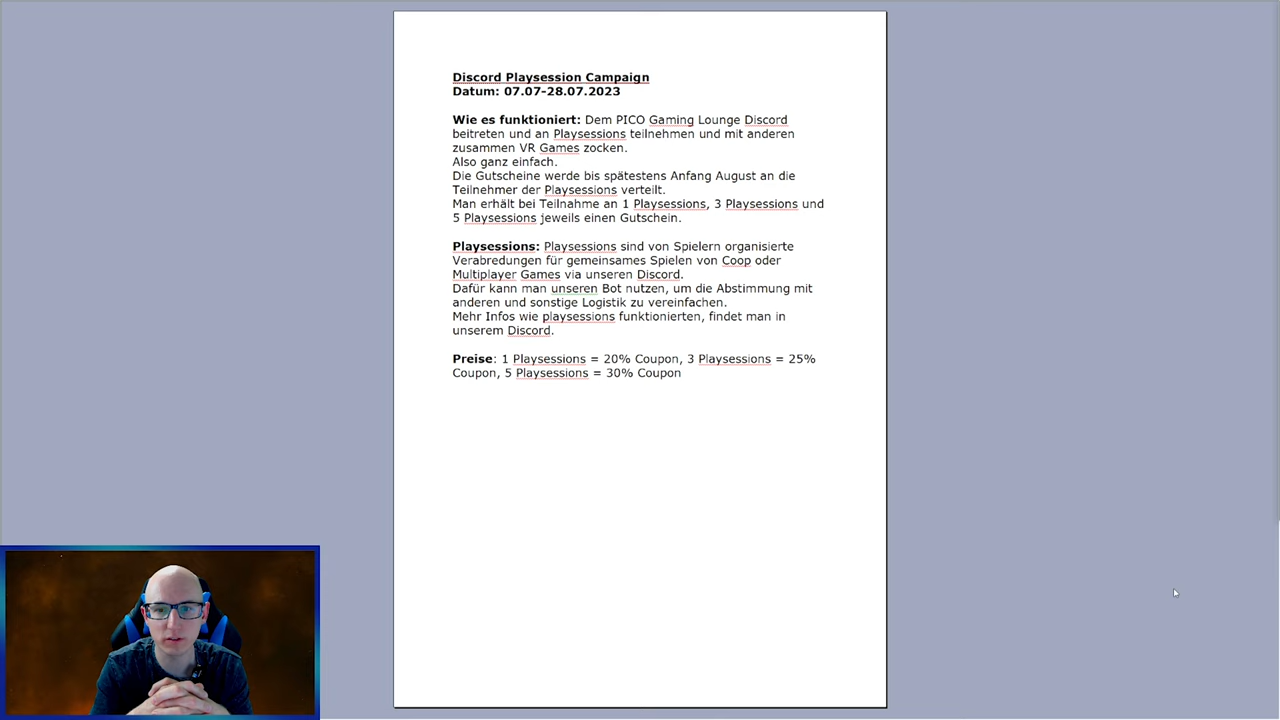 Discord Playsession Campaign
Datum: 07.07-28.07.2023
Wie es funktioniert: Dem PICO Gaming Lounge Discord
beitreten und an Playsessions teilnehmen und mit anderen
zusammen VR Games zocken.
Also ganz einfach.
Die Gutscheine werde bis spätestens Anfang August an die
Teilnehmer der Playsessions verteilt.
Man erhält bei Teilnahme an 1 Playsessions, 3 Playsessions und
5 Playsessions jeweils einen Gutschein.
Playsessions: Playsessions sind von Spielern organisierte
Verabredungen für gemeinsames Spielen von Coop oder
Multiplayer Games via unseren Discord.
Dafür kann man unseren Bot nutzen, um die Abstimmung mit
anderen und sonstige Logistik zu vereinfachen.
Mehr Infos wie playsessions funktionierten, findet man in
unserem Discord.
Preise: 1 Playsessions = 20% Coupon, 3 Playsessions = 25%
Coupon, 5 Playsessions = 30% Coupon